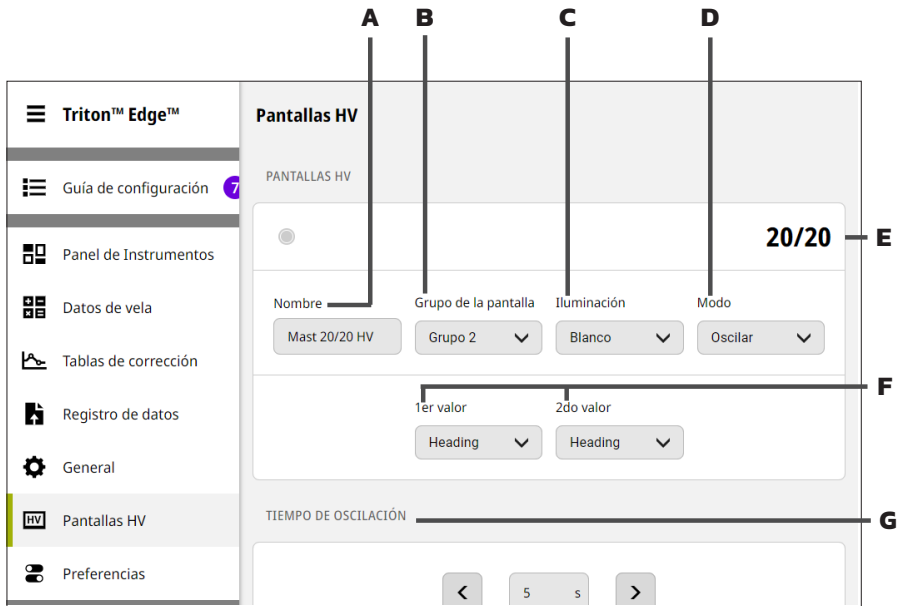 A B C D
Triton™ Edge™
Pantallas HV
PANTALLAS HV
Guía de configuración 7
20/20 E
Panel de Instrumentos
Nombre Grupo de la pantalla Iluminación Modo
Datos de vela
Mast 20/20 HV Grupo 2 Blanco Oscilar
Tablas de corrección
F
1er valor 2do valor
Registro de datos
Heading Heading
General
HV Pantallas HV
TIEMPO DE OSCILACIÓN G
Preferencias
5 s